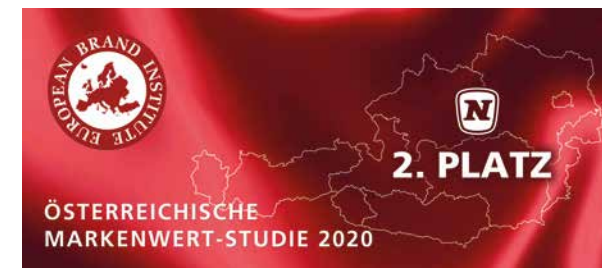 EUROPEAN BRAND INSTITUTE
N
2. PLATZ
ÖSTERREICHISCHE
MARKENWERT-STUDIE 2020